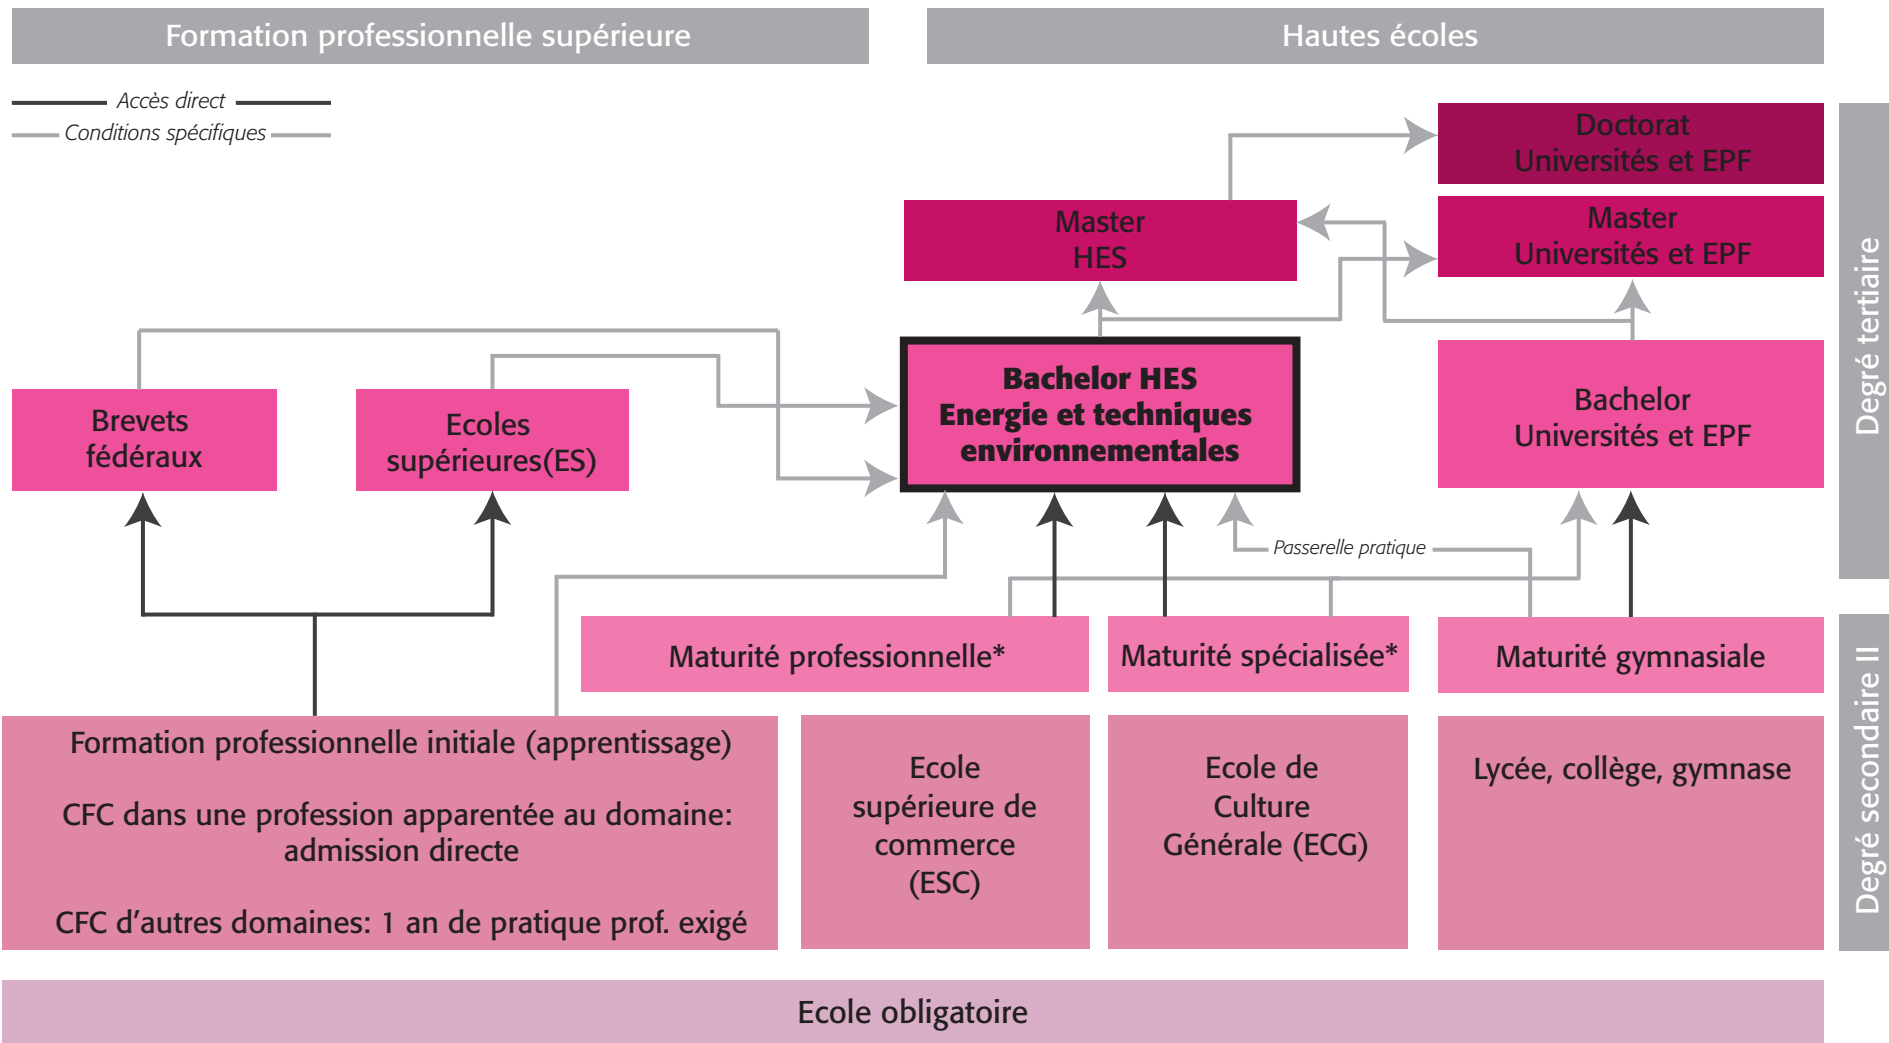 Formation professionnelle supérieure
Hautes écoles
Accès direct
Conditions spécifiques
Doctorat
Universités et EPF
Master
HES
Master
Universités et EPF
Degré tertiaire
Brevets
fédéraux
Ecoles
supérieures(ES)
Bachelor HES
Energie et techniques
environnementales
Bachelor
Universités et EPF
Passerelle pratique
Maturité professionnelle*
Maturité spécialisée*
Maturité gymnasiale
Degré secondaire II
Formation professionnelle initiale (apprentissage)
CFC dans une profession apparentée au domaine:
admission directe
CFC d'autres domaines: 1 an de pratique prof. exigé
Ecole
supérieure de
commerce
(ESC)
Ecole de
Culture
Générale (ECG)
Lycée, collège, gymnase
Ecole obligatoire